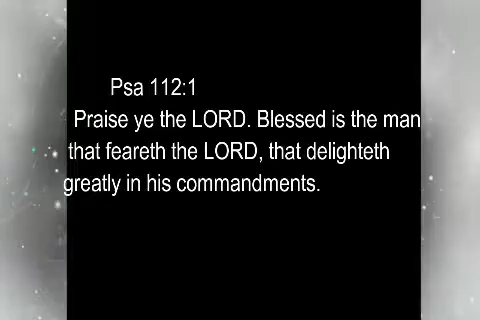 Psa 112:1
Praise ye the LORD. Blessed is the man
that feareth the LORD, that delighteth
greatly in his commandments.